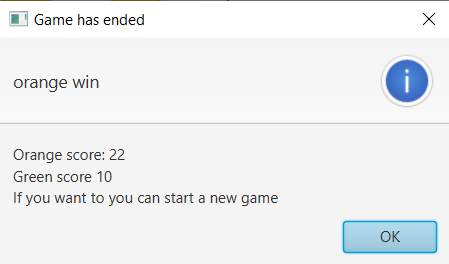 Game has ended
orange win
Orange score: 22
Green score 10
If you want to you can start a new game
OK